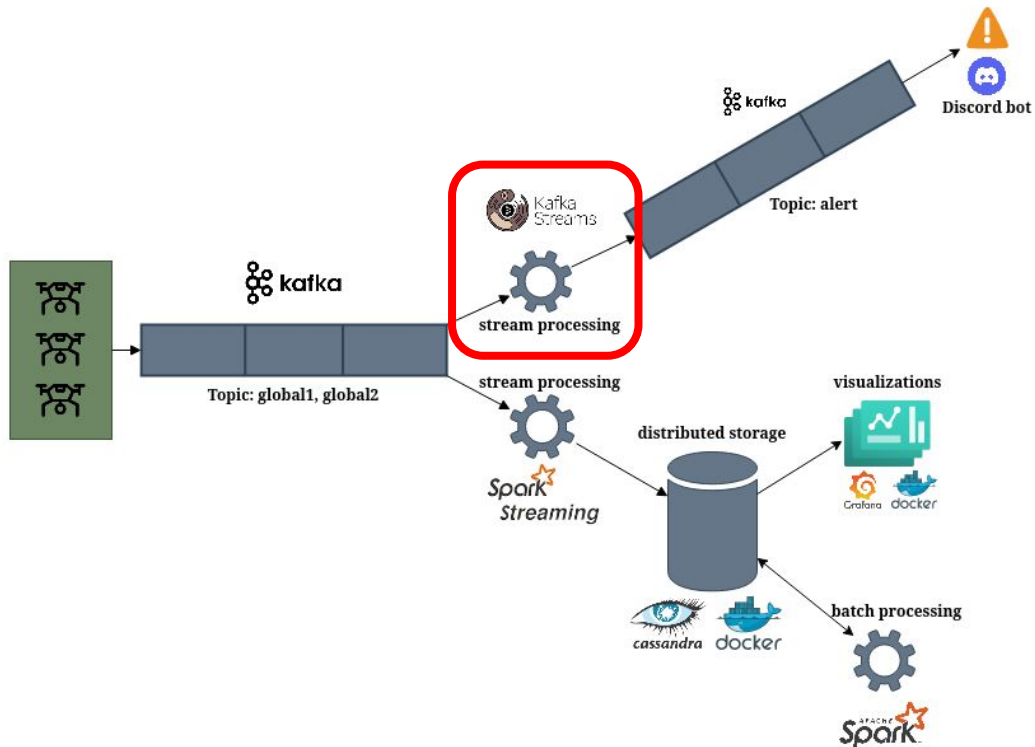 Discord bot
kafka
Topic: alert
Kafka
Streams
stream processing
kafka
Topic: global1, global2
stream processing
Spark
Streaming
distributed storage
visualizations
Grafana
docker
cassandra
docker
batch processing
APACHE
Spark